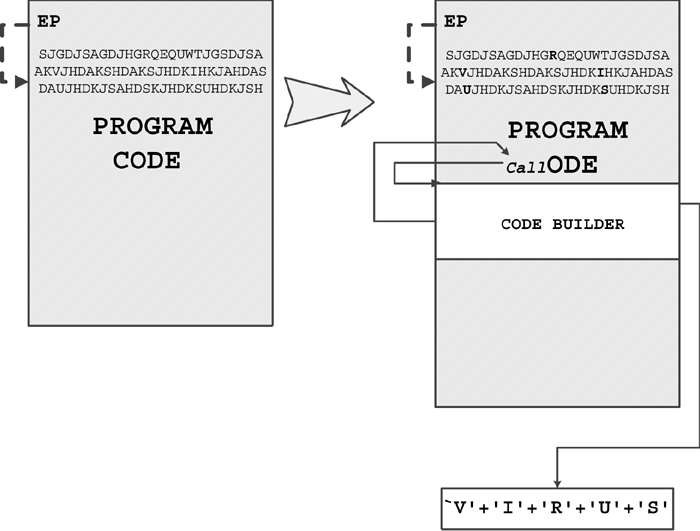 EP
SJGDJSAGDJHGRQEQUWTJGSDJSA
AKVJHDAKSHDAKSJHDKIHKJAHDAS
DAUJHDKJSAHDSKJHDKSUHDKJSH
PROGRAM
CODE
EP
SJGDJSAGDJHGRQEQUWTJGSDJSA
AKVJHDAKSHDAKSJHDKIHKJAHDAS
DAUJHDKJSAHDSKJHDKSUHDKJSH
PROGRAM
CallODE
CODE BUILDER
`V'+'I'+'R'+'U'+'S'